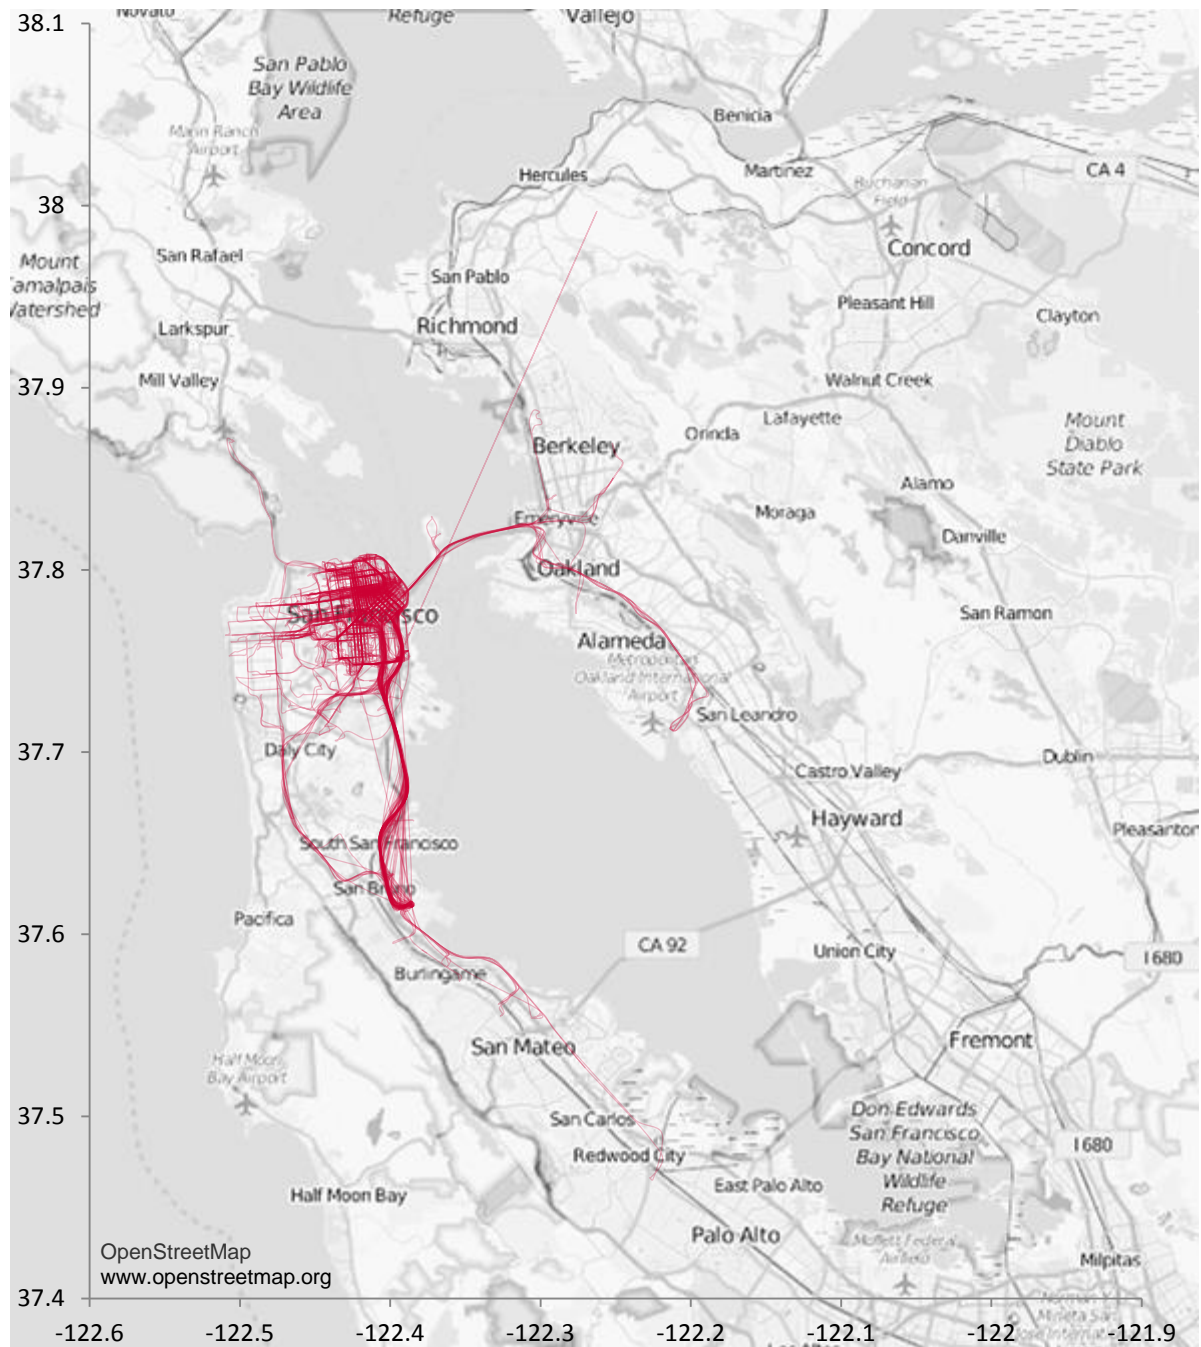 38.1
Novato
Refuge
Vallejo
San Pablo
Bay Wildlife
Area
Benicia
Marin Ranch
Airport
Hercules
Martinez
CA 4
Buchanan
Field
38
Concord
San Rafael
Mount
Tamalpais
Watershed
San Pablo
Pleasant Hill
Clayton
Richmond
Larkspur
Mill Valley
Walnut Creek
37.9
Lafayette
Orinda
Mount
Diablo
State Park
Berkeley
Alamo
Moraga
Emeryville
Danville
37.8
Oakland
San Francisco
San Ramon
Alameda
Metropolitan
Oakland International
Airport
San Leandro
37.7
Daly City
Dublin
Castro Valley
Hayward
Pleasanton
South San Francisco
San Bruno
Pacifica
37.6
CA 92
Union City
I 680
Burlingame
Fremont
San Mateo
Half Moon
Bay Airport
37.5
San Carlos
Don Edwards
San Francisco
Bay National
Wildlife
Refuge
I 680
Redwood City
East Palo Alto
Half Moon Bay
Palo Alto
Moffett Federal
Airfield
Milpitas
OpenStreetMap
www.openstreetmap.org
Norman Y.
Mineta San
Jose Internat
37.4
-122.6
-122.5
-122.4
-122.3
-122.2
-122.1
-122
-121.9